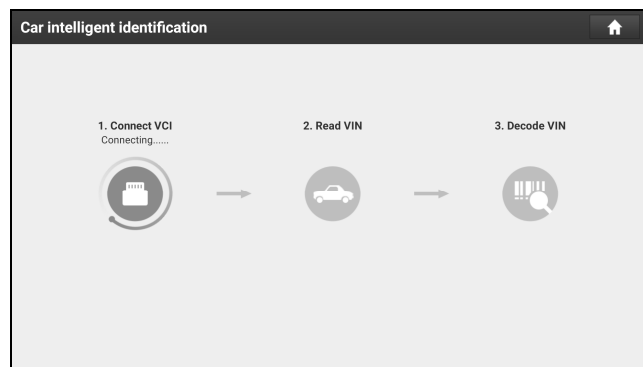 Car intelligent identification
1. Connect VCI
Connecting......
2. Read VIN
3. Decode VIN